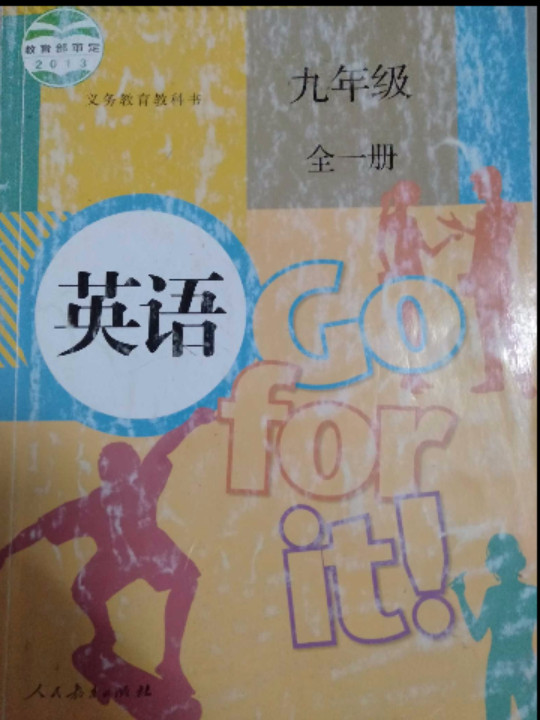 教育部审定
2013
义务教育教科书
九年级
全一册
英语
Go
for
it!
人民教育出版社